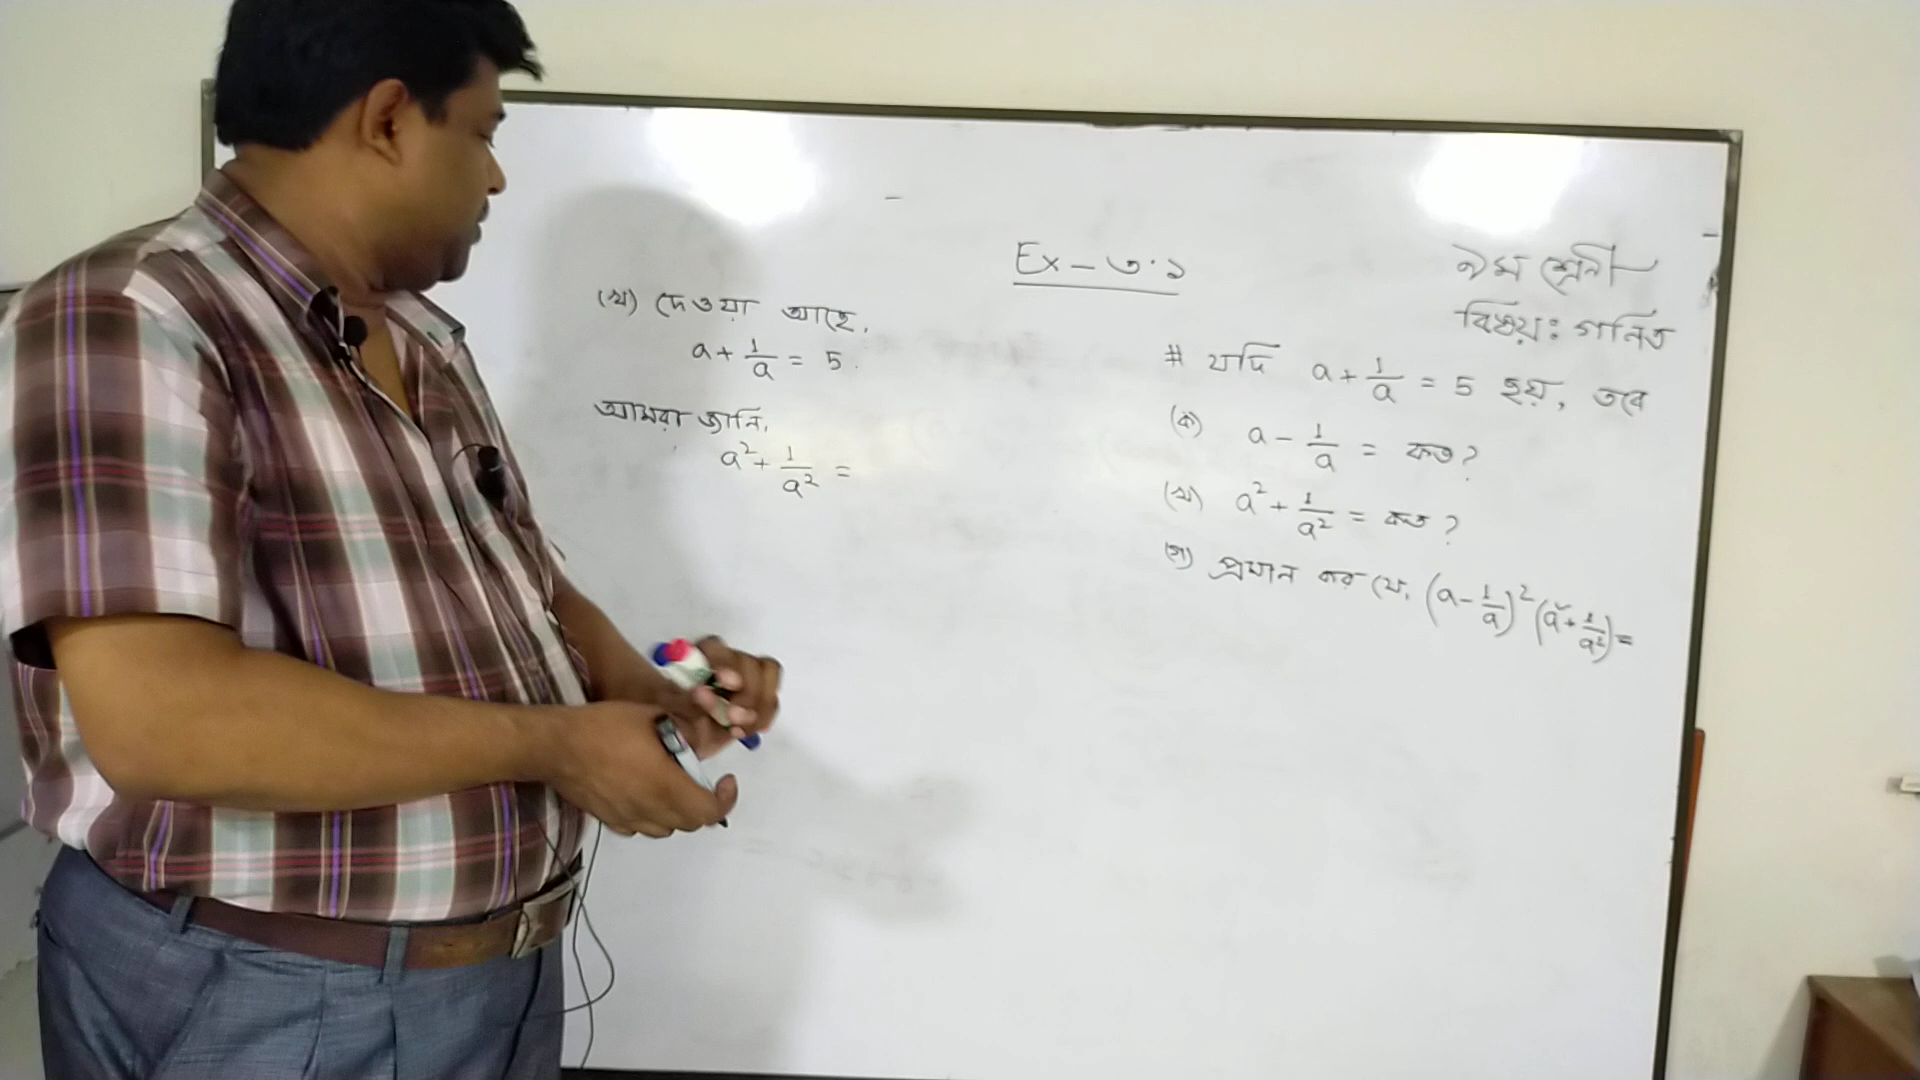 Ex - ৩.১
৯ম শ্রেনী
বিষয়: গনিত
(খ) দেওয়া আছে,
a + 1/a = 5.
আমরা জানি,
a² + 1/a² =
# যদি a + 1/a = 5 হয়, তবে
(ক) a - 1/a = কত?
(খ) a² + 1/a² = কত?
(গ) প্রমান কর যে, (a - 1/a)² (a² + 1/a²) =